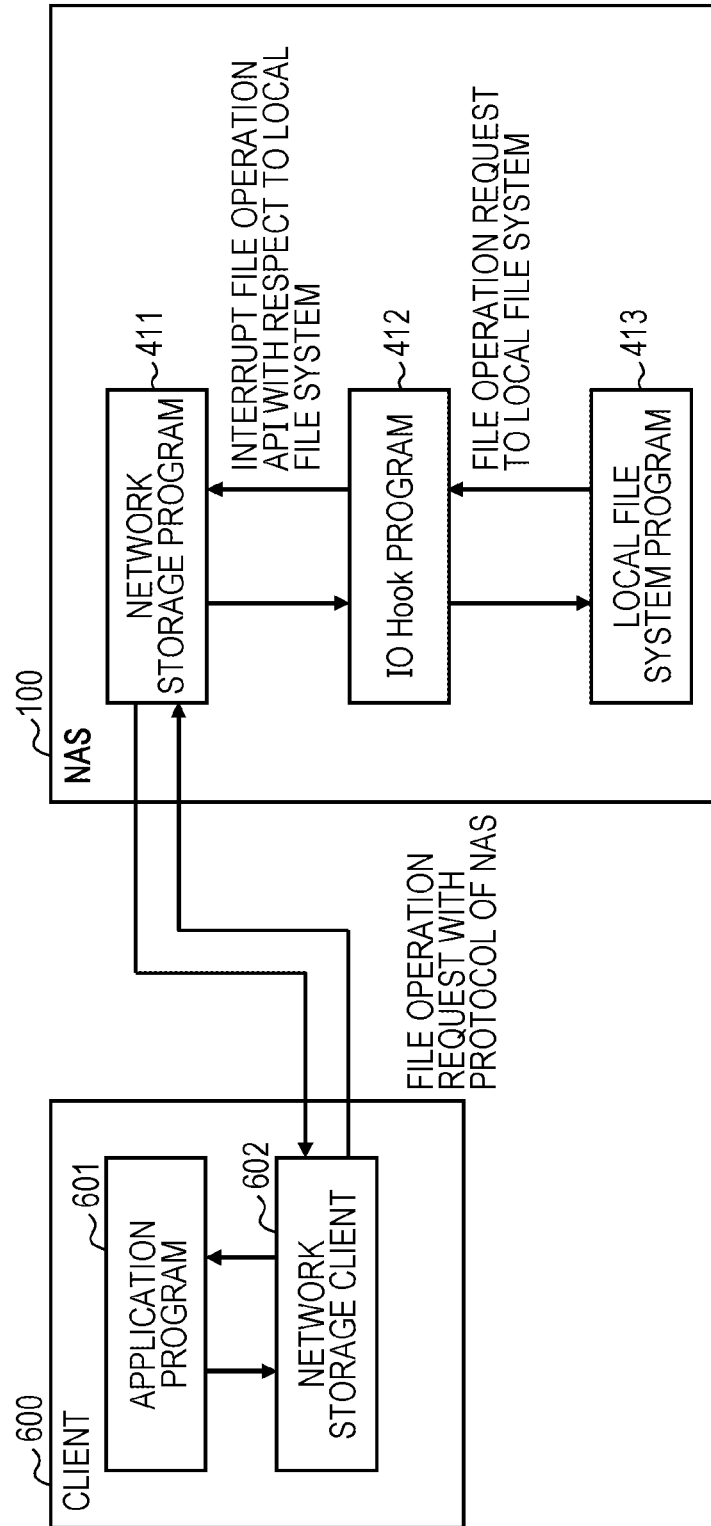 600
CLIENT
601
APPLICATION
PROGRAM
602
NETWORK
STORAGE CLIENT
FILE OPERATION
REQUEST WITH
PROTOCOL OF NAS
100
NAS
411
NETWORK
STORAGE PROGRAM
INTERRUPT FILE OPERATION
API WITH RESPECT TO LOCAL
FILE SYSTEM
412
IO Hook PROGRAM
FILE OPERATION REQUEST
TO LOCAL FILE SYSTEM
413
LOCAL FILE
SYSTEM PROGRAM